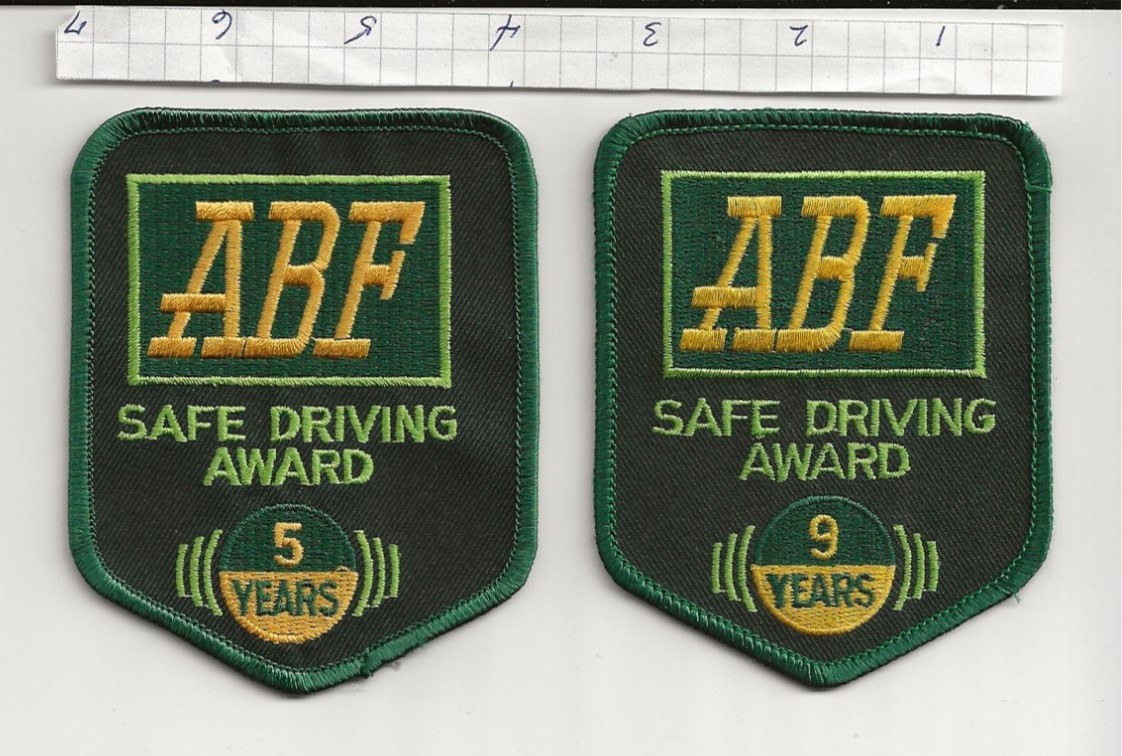 7 6 5 4 3 2 1
ABF
SAFE DRIVING
AWARD
5
YEARS
ABF
SAFE DRIVING
AWARD
9
YEARS